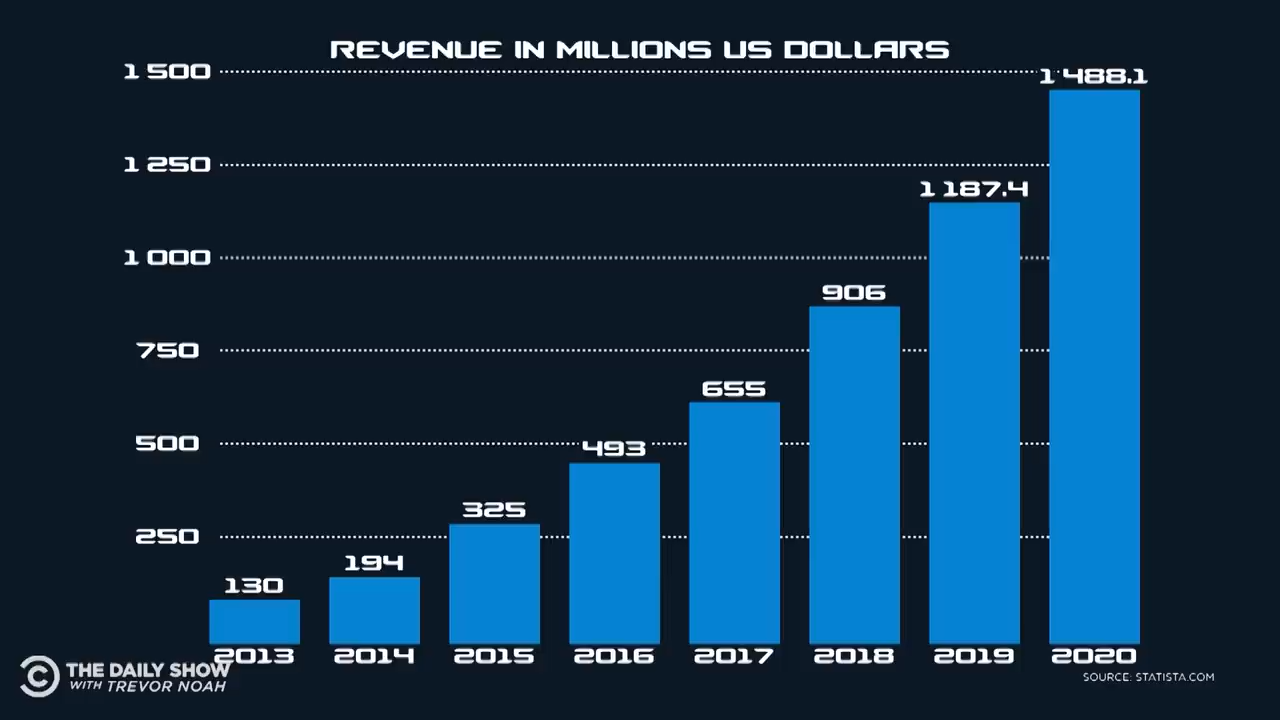 REVENUE IN MILLIONS US DOLLARS
1 500
1 488.1
1 250
1 187.4
1 000
906
750
655
500
493
325
250
194
130
2013 2014 2015 2016 2017 2018 2019 2020
THE DAILY SHOW
WITH TREVOR NOAH
SOURCE: STATISTA.COM